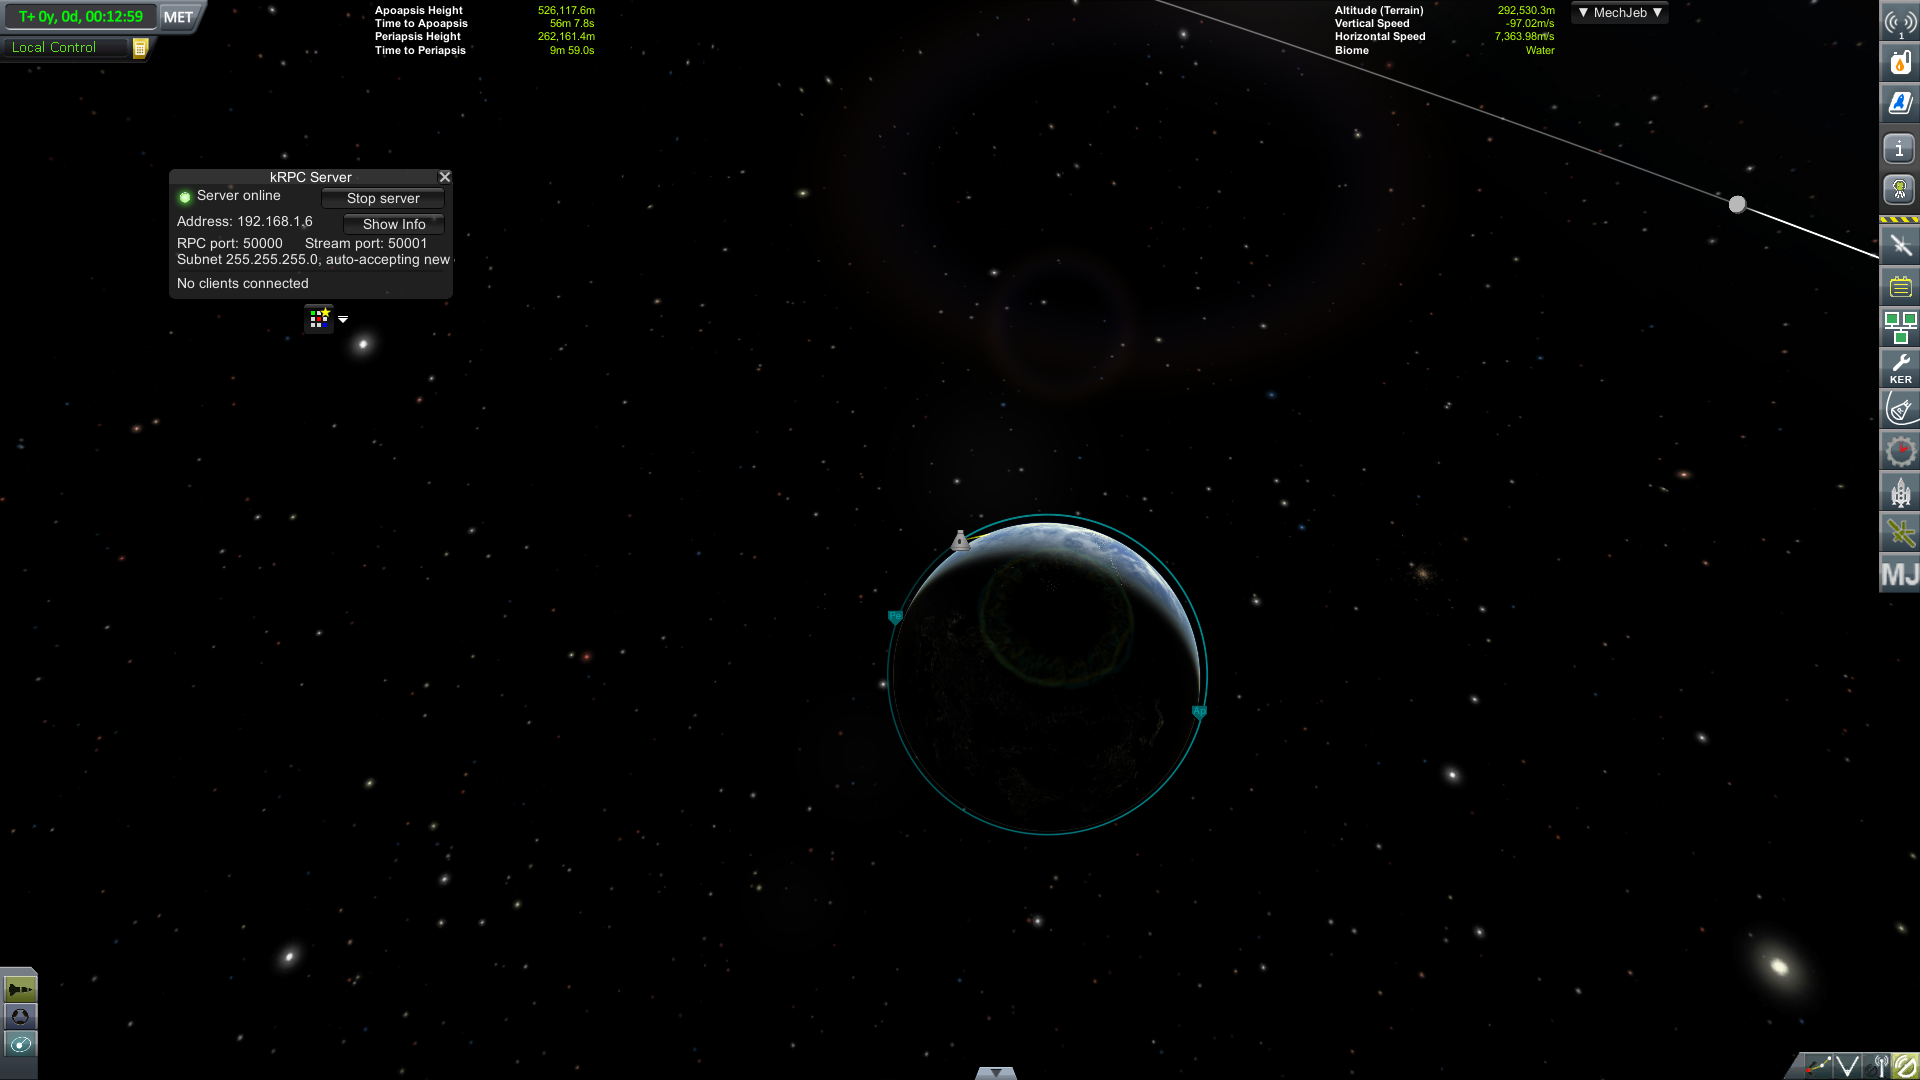 T+ 0y, 0d, 00:12:59 MET
Local Control
Apoapsis Height 526,117.6m
Time to Apoapsis 56m 7.8s
Periapsis Height 262,161.4m
Time to Periapsis 9m 59.0s
Altitude (Terrain) 292,530.3m
Vertical Speed -97.02m/s
Horizontal Speed 7,363.98m/s
Biome Water
▼ MechJeb ▼
1
kRPC Server
Server online Stop server
Address: 192.168.1.6 Show Info
RPC port: 50000 Stream port: 50001
Subnet 255.255.255.0, auto-accepting new
No clients connected
KER
MJ
Pe
Ap